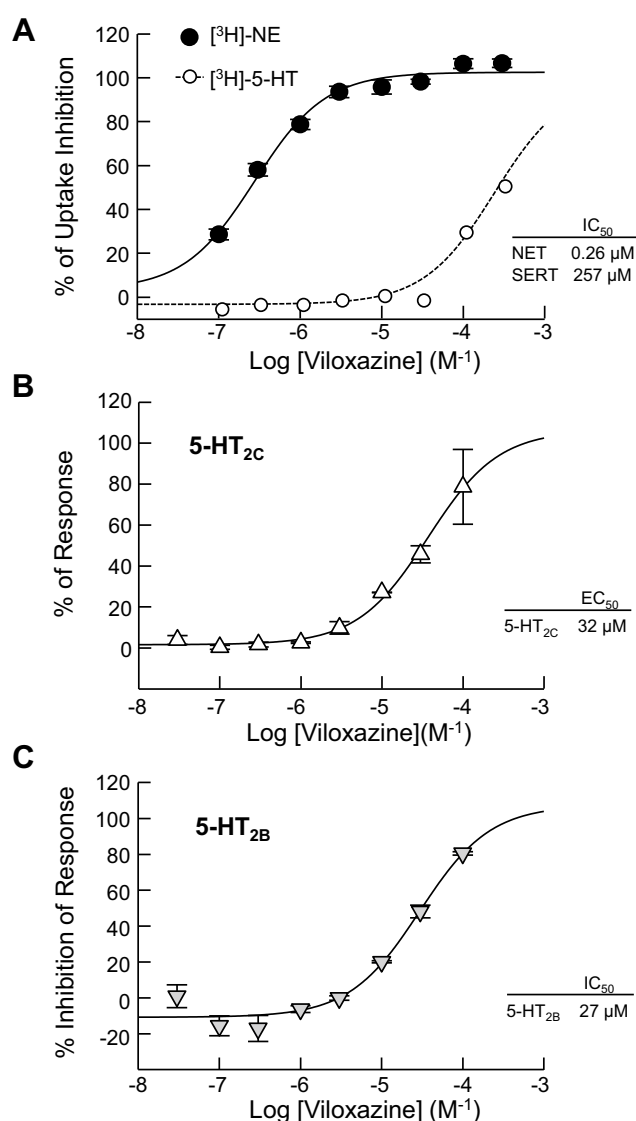 A
[³H]-NE
[³H]-5-HT
120
100
80
60
40
20
0
% of Uptake Inhibition
IC₅₀
NET 0.26 µM
SERT 257 µM
-8 -7 -6 -5 -4 -3
Log [Viloxazine] (M⁻¹)
B
5-HT₂C
120
100
80
60
40
20
0
% of Response
EC₅₀
5-HT₂C 32 µM
-8 -7 -6 -5 -4 -3
Log [Viloxazine](M⁻¹)
C
5-HT₂B
120
100
80
60
40
20
0
-20
% Inhibition of Response
IC₅₀
5-HT₂B 27 µM
-8 -7 -6 -5 -4 -3
Log [Viloxazine] (M⁻¹)